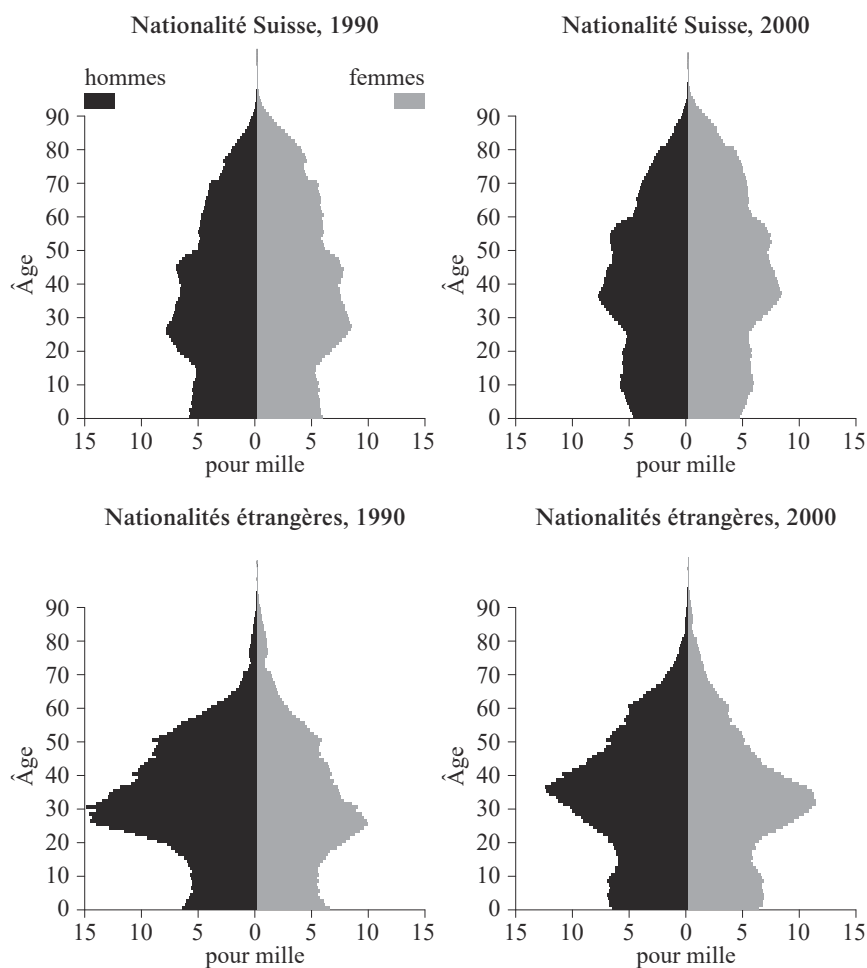 Nationalité Suisse, 1990
hommes
femmes
90
80
70
60
50
40
30
20
10
0
Âge
15 10 5 0 5 10 15
pour mille
Nationalité Suisse, 2000
90
80
70
60
50
40
30
20
10
0
Âge
15 10 5 0 5 10 15
pour mille
Nationalités étrangères, 1990
90
80
70
60
50
40
30
20
10
0
Âge
15 10 5 0 5 10 15
pour mille
Nationalités étrangères, 2000
90
80
70
60
50
40
30
20
10
0
Âge
15 10 5 0 5 10 15
pour mille